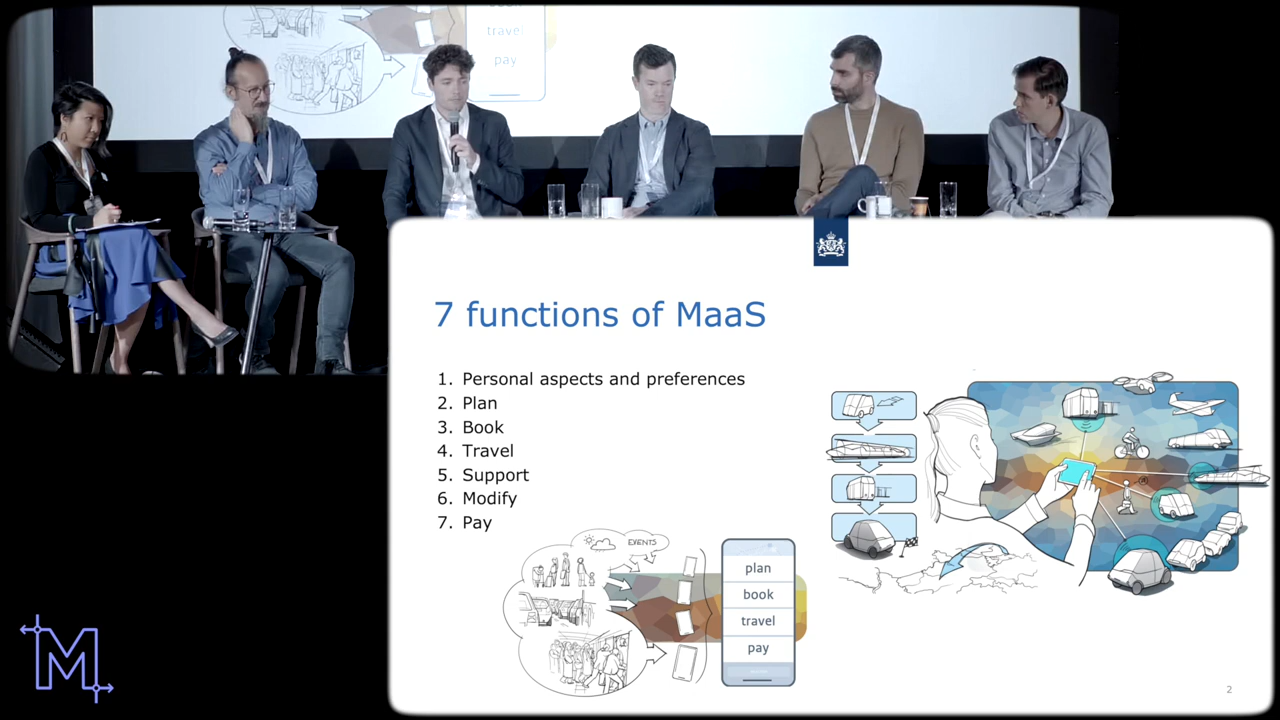 travel
pay
7 functions of MaaS
1. Personal aspects and preferences
2. Plan
3. Book
4. Travel
5. Support
6. Modify
7. Pay
EVENTS
plan
book
travel
pay
2
M